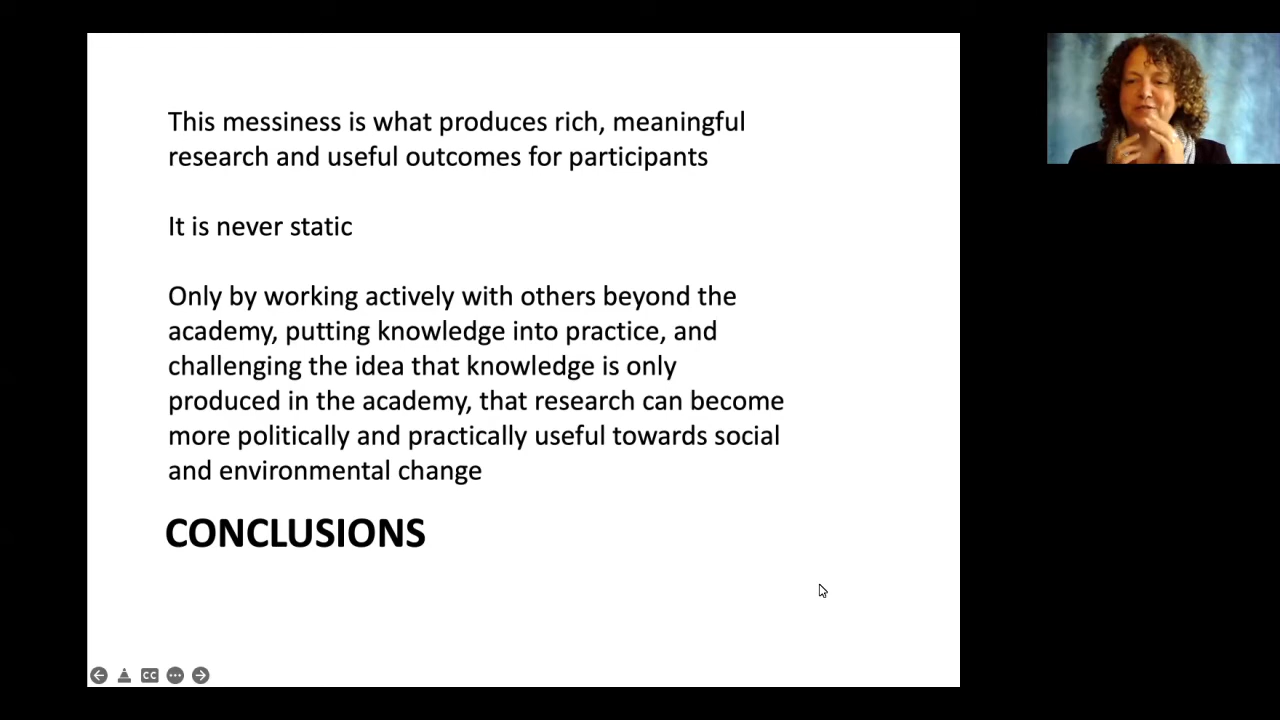 This messiness is what produces rich, meaningful
research and useful outcomes for participants
It is never static
Only by working actively with others beyond the
academy, putting knowledge into practice, and
challenging the idea that knowledge is only
produced in the academy, that research can become
more politically and practically useful towards social
and environmental change
CONCLUSIONS
CC